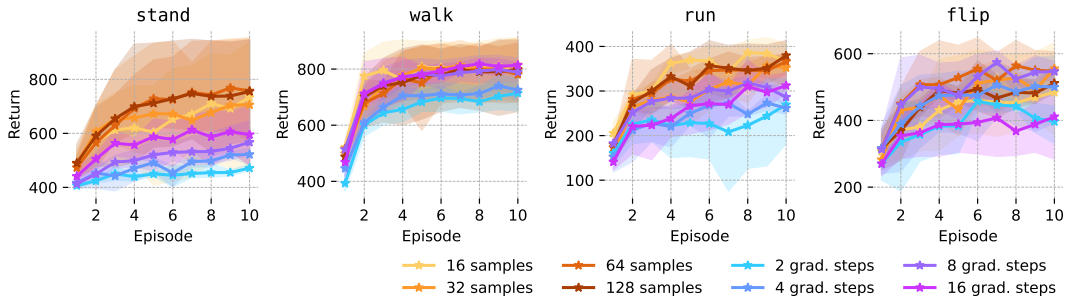 stand walk run flip
Return 800 600 400
2 4 6 8 10
Episode
Return 800 600 400
2 4 6 8 10
Episode
Return 400 300 200 100
2 4 6 8 10
Episode
Return 600 400 200
2 4 6 8 10
Episode
16 samples 64 samples 2 grad. steps 8 grad. steps
32 samples 128 samples 4 grad. steps 16 grad. steps